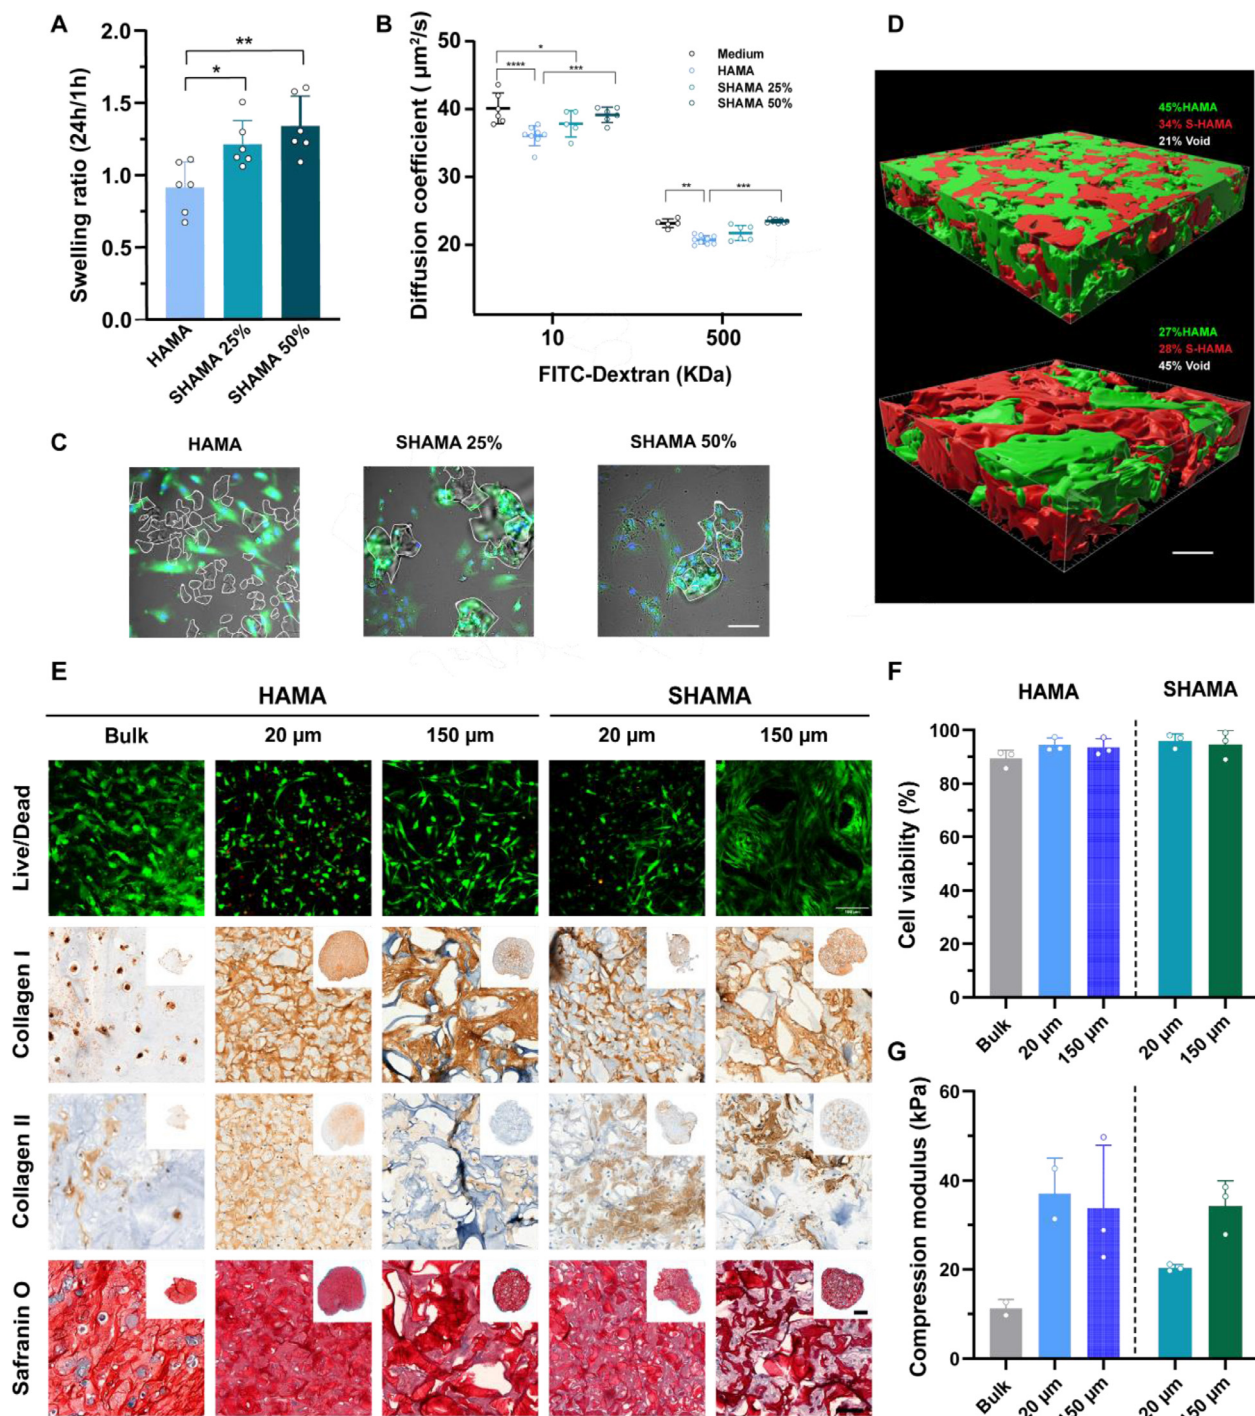 A
2.0
1.5
1.0
0.5
0.0
Swelling ratio (24h/1h)
**
*
HAMA
SHAMA 25%
SHAMA 50%
B
50
40
30
20
Diffusion coefficient ( µm²/s)
*
**** ***
** ***
Medium
HAMA
SHAMA 25%
SHAMA 50%
10 500
FITC-Dextran (KDa)
D
45%HAMA
34% S-HAMA
21% Void
27%HAMA
28% S-HAMA
45% Void
C
HAMA SHAMA 25% SHAMA 50%
E
HAMA SHAMA
Bulk 20 µm 150 µm 20 µm 150 µm
Live/Dead
Collagen I
Collagen II
Safranin O
F
HAMA SHAMA
100
80
60
40
20
0
Cell viability (%)
Bulk 20 µm 150 µm 20 µm 150 µm
G
60
40
20
0
Compression modulus (kPa)
Bulk 20 µm 150 µm 20 µm 150 µm